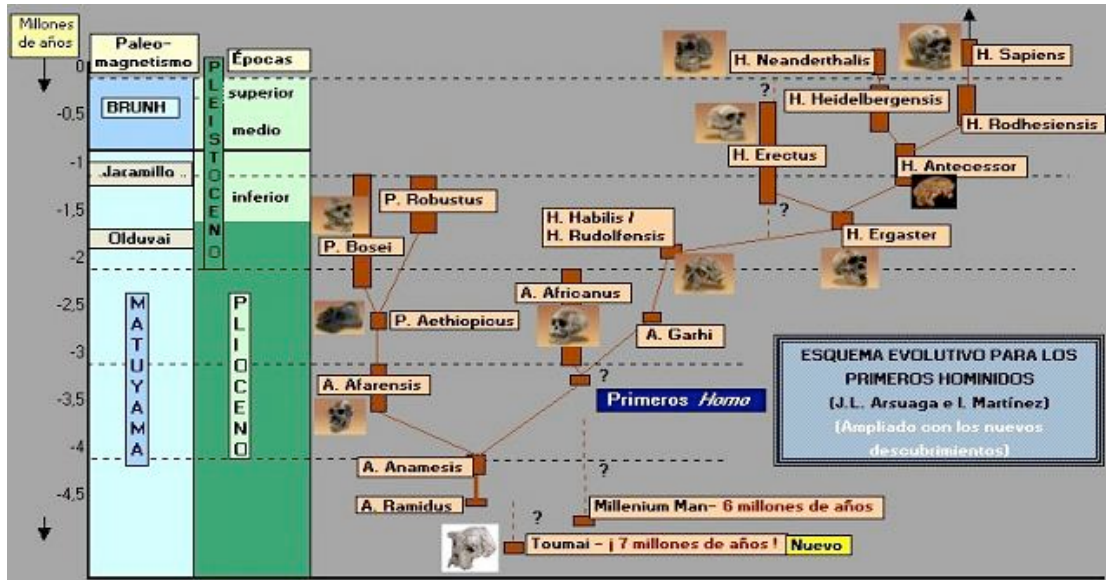 Millones
de años
Paleo-
magnetismo
Épocas
PLEISTOCENO
superior
medio
inferior
BRUNH
Jaramillo
Olduvai
MATUYAMA
PLIOCENO
0
-0,5
-1
-1,5
-2
-2,5
-3
-3,5
-4
-4,5
H. Neanderthalis
H. Sapiens
?
H. Heidelbergensis
H. Rodhesiensis
H. Erectus
H. Antecessor
?
P. Robustus
P. Bosei
H. Habilis /
H. Rudolfensis
H. Ergaster
A. Africanus
P. Aethiopicus
A. Garhi
A. Afarensis
?
Primeros Homo
ESQUEMA EVOLUTIVO PARA LOS
PRIMEROS HOMINIDOS
(J.L. Arsuaga e I. Martínez)
(Ampliado con los nuevos
descubrimientos)
A. Anamesis
?
A. Ramidus
Millenium Man- 6 millones de años
?
Toumai - ¡ 7 millones de años ! Nuevo